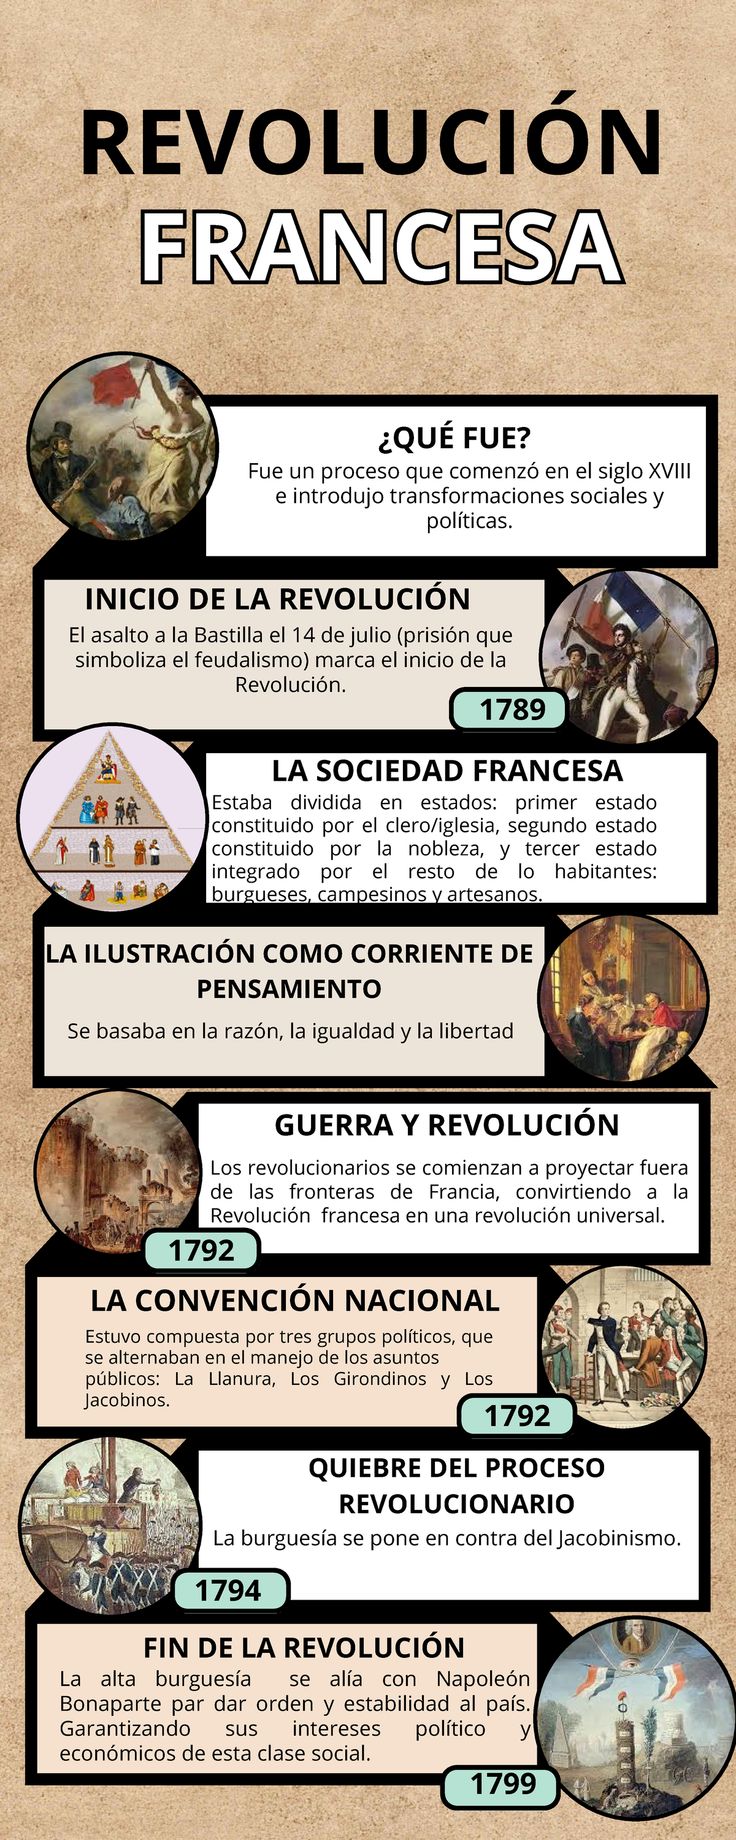 REVOLUCIÓN
FRANCESA
¿QUÉ FUE?
Fue un proceso que comenzó en el siglo XVIII
e introdujo transformaciones sociales y
políticas.
INICIO DE LA REVOLUCIÓN
El asalto a la Bastilla el 14 de julio (prisión que
simboliza el feudalismo) marca el inicio de la
Revolución.
1789
LA SOCIEDAD FRANCESA
Estaba dividida en estados: primer estado
constituido por el clero/iglesia, segundo estado
constituido por la nobleza, y tercer estado
integrado por el resto de lo habitantes:
burgueses, campesinos y artesanos.
LA ILUSTRACIÓN COMO CORRIENTE DE
PENSAMIENTO
Se basaba en la razón, la igualdad y la libertad
GUERRA Y REVOLUCIÓN
Los revolucionarios se comienzan a proyectar fuera
de las fronteras de Francia, convirtiendo a la
Revolución francesa en una revolución universal.
1792
LA CONVENCIÓN NACIONAL
Estuvo compuesta por tres grupos políticos, que
se alternaban en el manejo de los asuntos
públicos: La Llanura, Los Girondinos y Los
Jacobinos.
1792
QUIEBRE DEL PROCESO
REVOLUCIONARIO
La burguesía se pone en contra del Jacobinismo.
1794
FIN DE LA REVOLUCIÓN
La alta burguesía se alía con Napoleón
Bonaparte par dar orden y estabilidad al país.
Garantizando sus intereses político y
económicos de esta clase social.
1799